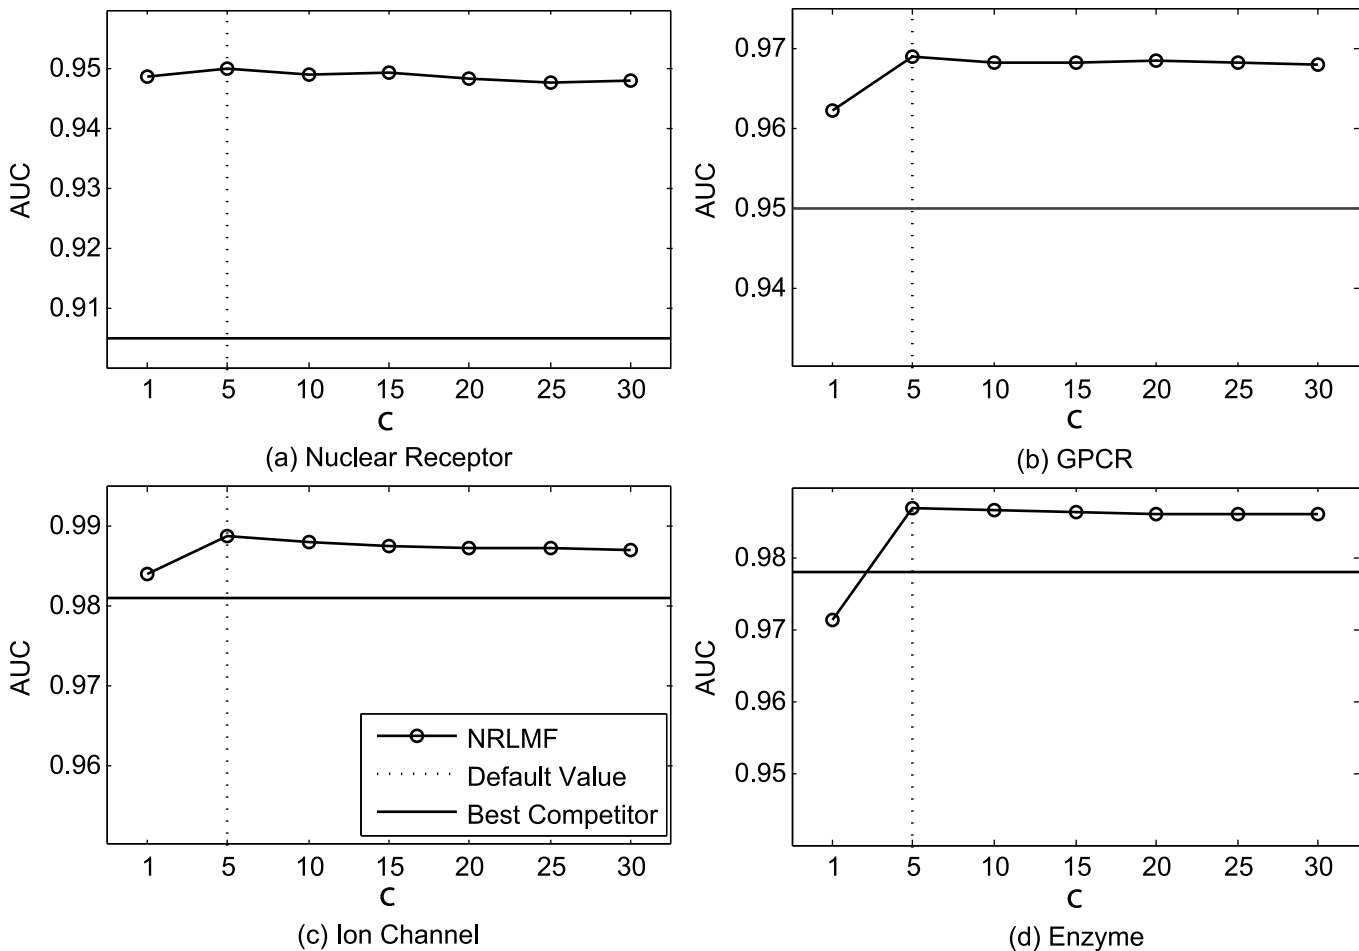 AUC
0.95
0.94
0.93
0.92
0.91
1 5 10 15 20 25 30
c
(a) Nuclear Receptor
AUC
0.97
0.96
0.95
0.94
1 5 10 15 20 25 30
c
(b) GPCR
AUC
0.99
0.98
0.97
0.96
NRLMF
Default Value
Best Competitor
1 5 10 15 20 25 30
c
(c) Ion Channel
AUC
0.98
0.97
0.96
0.95
1 5 10 15 20 25 30
c
(d) Enzyme